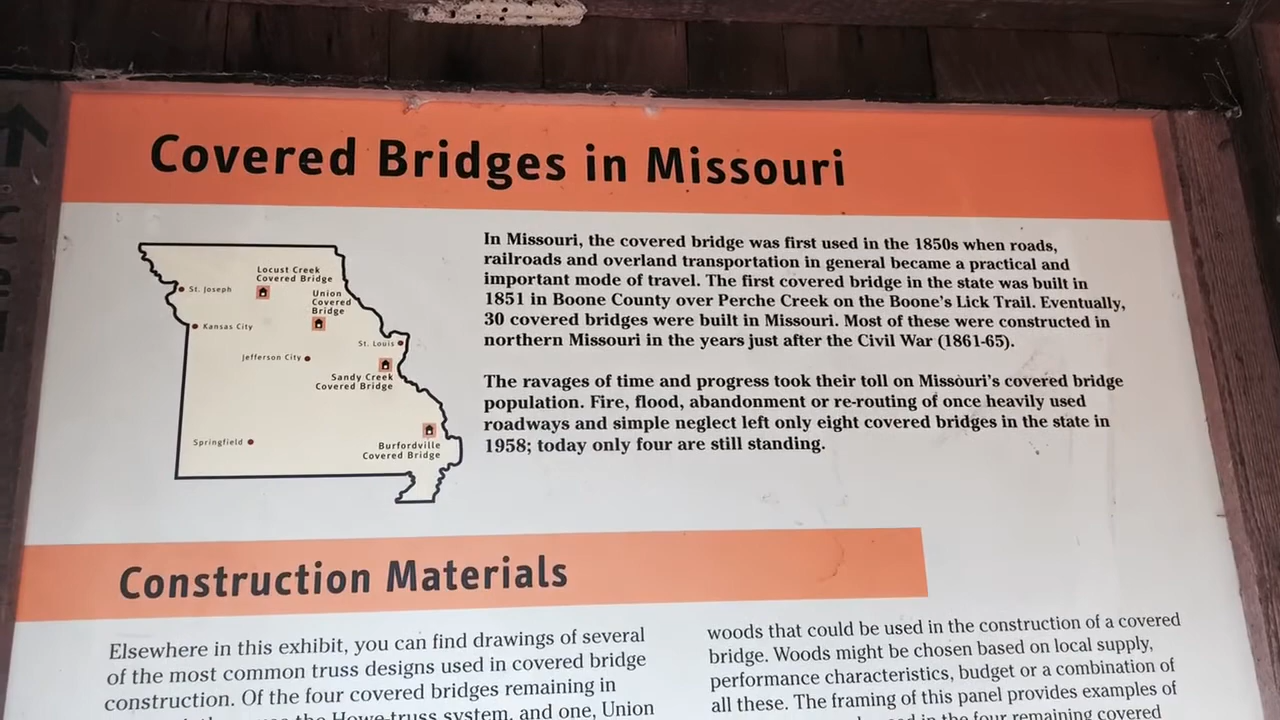 Covered Bridges in Missouri
Locust Creek
Covered Bridge
St. Joseph
Union
Covered
Bridge
Kansas City
St. Louis
Jefferson City
Sandy Creek
Covered Bridge
Springfield
Burfordville
Covered Bridge
In Missouri, the covered bridge was first used in the 1850s when roads,
railroads and overland transportation in general became a practical and
important mode of travel. The first covered bridge in the state was built in
1851 in Boone County over Perche Creek on the Boone's Lick Trail. Eventually,
30 covered bridges were built in Missouri. Most of these were constructed in
northern Missouri in the years just after the Civil War (1861-65).
The ravages of time and progress took their toll on Missouri's covered bridge
population. Fire, flood, abandonment or re-routing of once heavily used
roadways and simple neglect left only eight covered bridges in the state in
1958; today only four are still standing.
Construction Materials
Elsewhere in this exhibit, you can find drawings of several
of the most common truss designs used in covered bridge
construction. Of the four covered bridges remaining in
the Howe-truss system, and one, Union
woods that could be used in the construction of a covered
bridge. Woods might be chosen based on local supply,
performance characteristics, budget or a combination of
all these. The framing of this panel provides examples of
in the four remaining covered